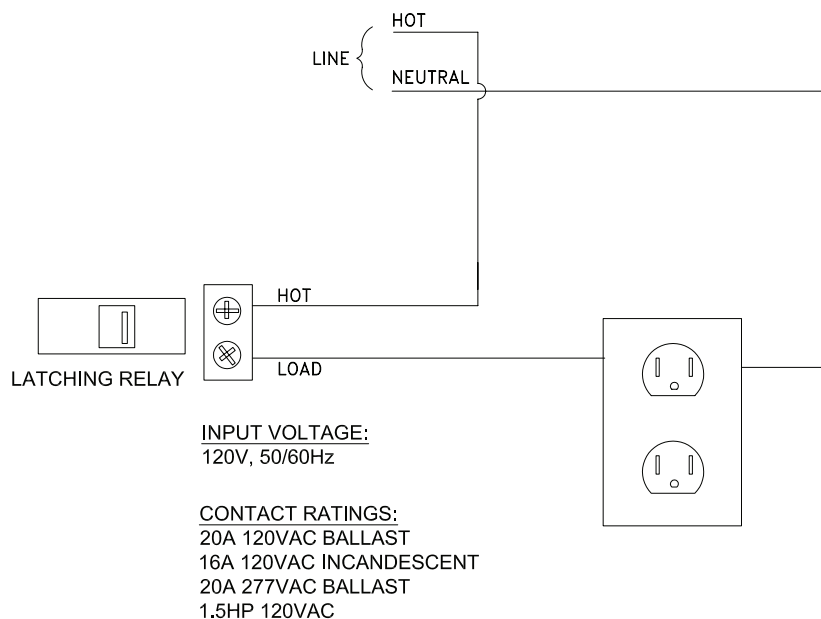 HOT
LINE
NEUTRAL
HOT
LATCHING RELAY
LOAD
INPUT VOLTAGE:
120V, 50/60Hz
CONTACT RATINGS:
20A 120VAC BALLAST
16A 120VAC INCANDESCENT
20A 277VAC BALLAST
1.5HP 120VAC